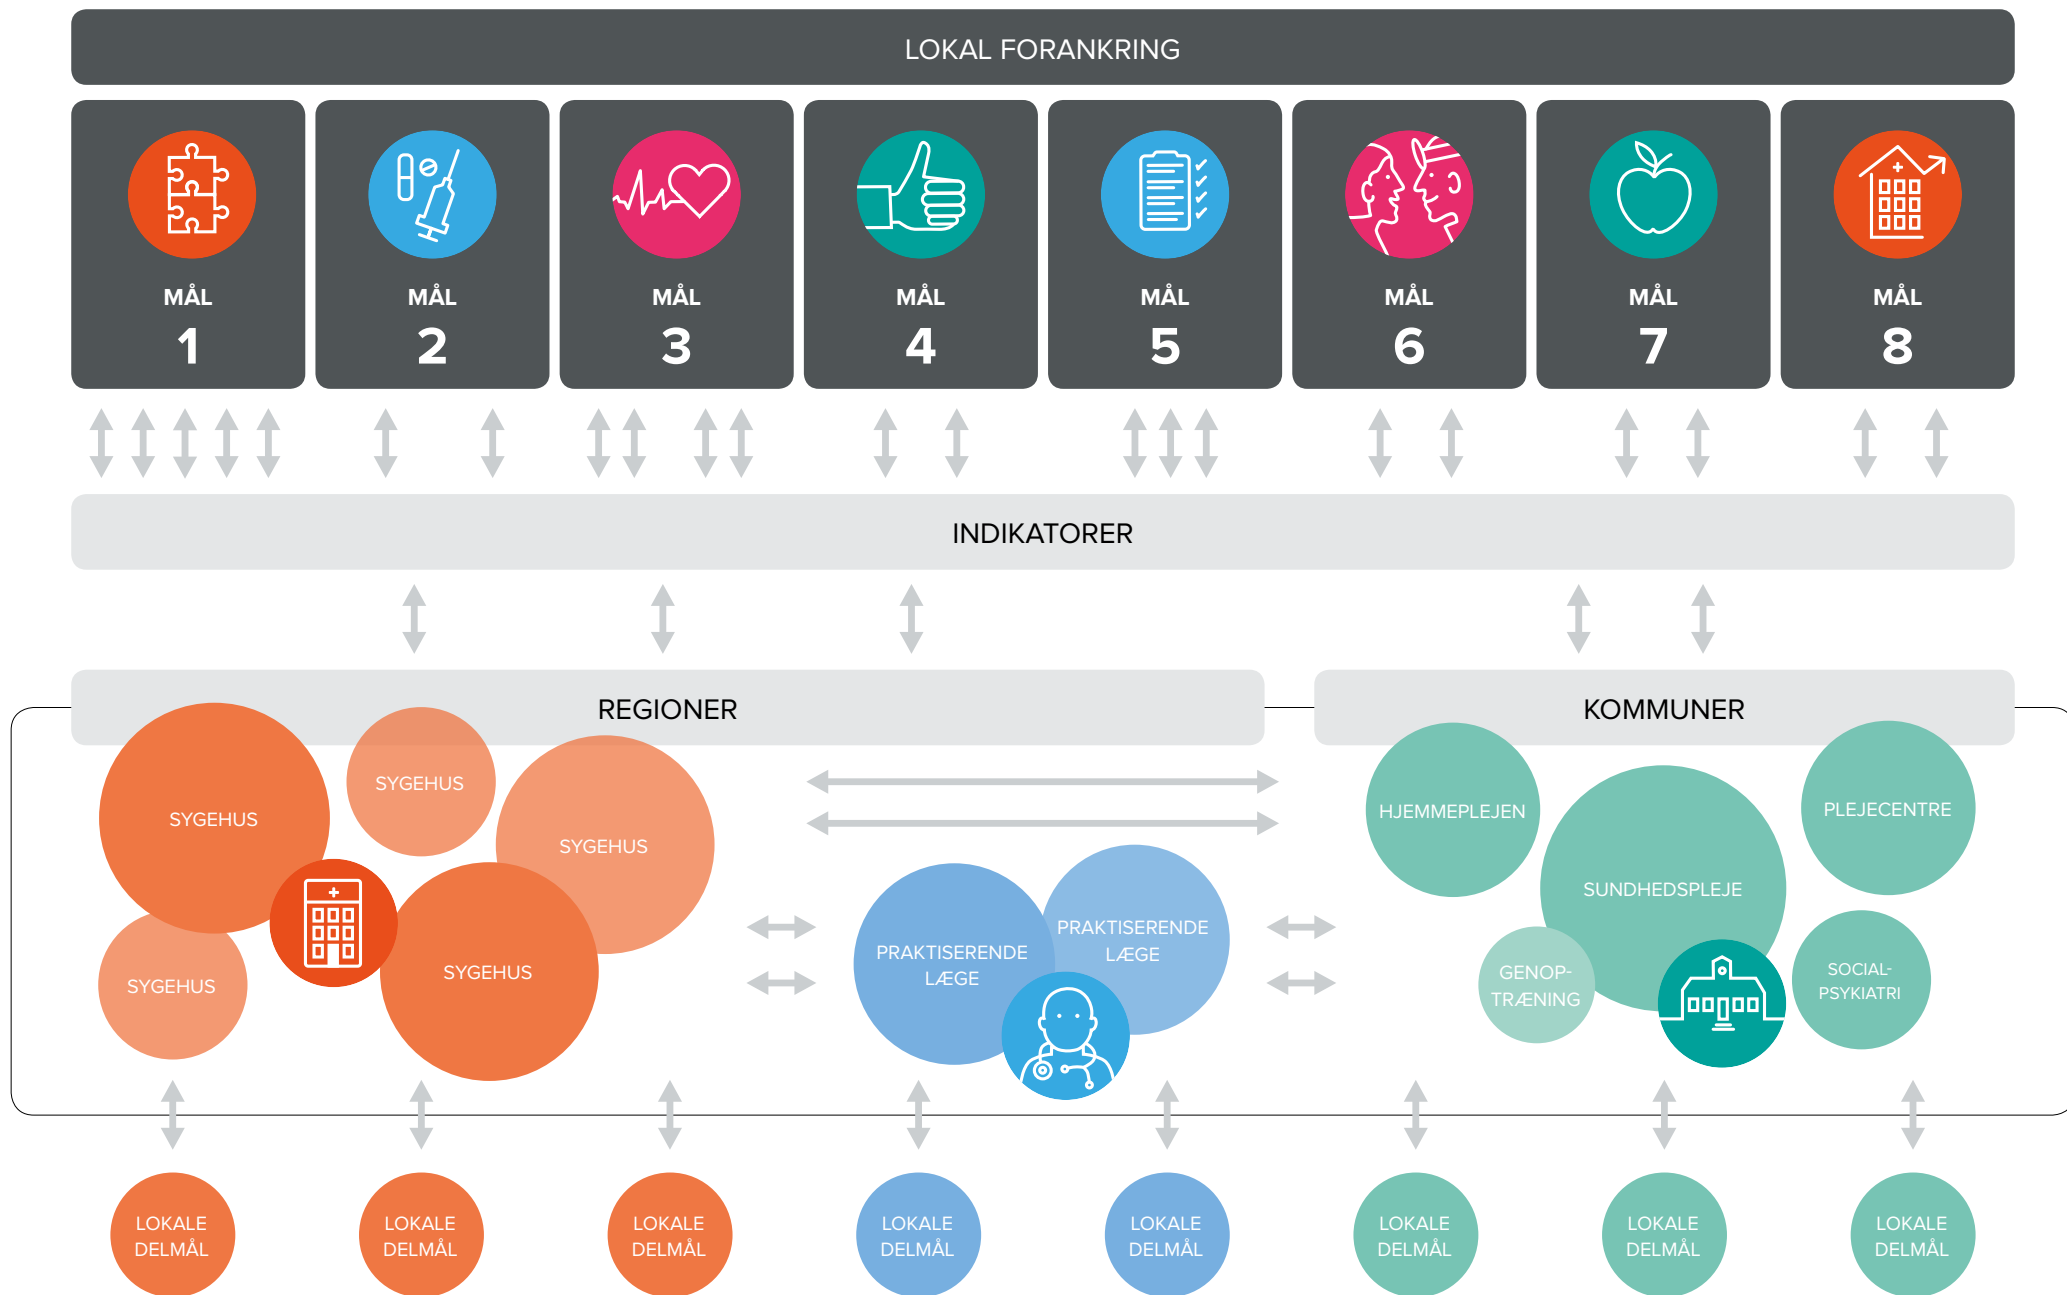 LOKAL FORANKRING
MÅL
1
MÅL
2
MÅL
3
MÅL
4
MÅL
5
MÅL
6
MÅL
7
MÅL
8
INDIKATORER
REGIONER
KOMMUNER
SYGEHUS
SYGEHUS
SYGEHUS
SYGEHUS
SYGEHUS
PRAKTISERENDE
LÆGE
PRAKTISERENDE
LÆGE
HJEMMEPLEJEN
SUNDHEDSPLEJE
PLEJECENTRE
GENOP-
TRÆNING
SOCIAL-
PSYKIATRI
LOKALE
DELMÅL
LOKALE
DELMÅL
LOKALE
DELMÅL
LOKALE
DELMÅL
LOKALE
DELMÅL
LOKALE
DELMÅL
LOKALE
DELMÅL
LOKALE
DELMÅL